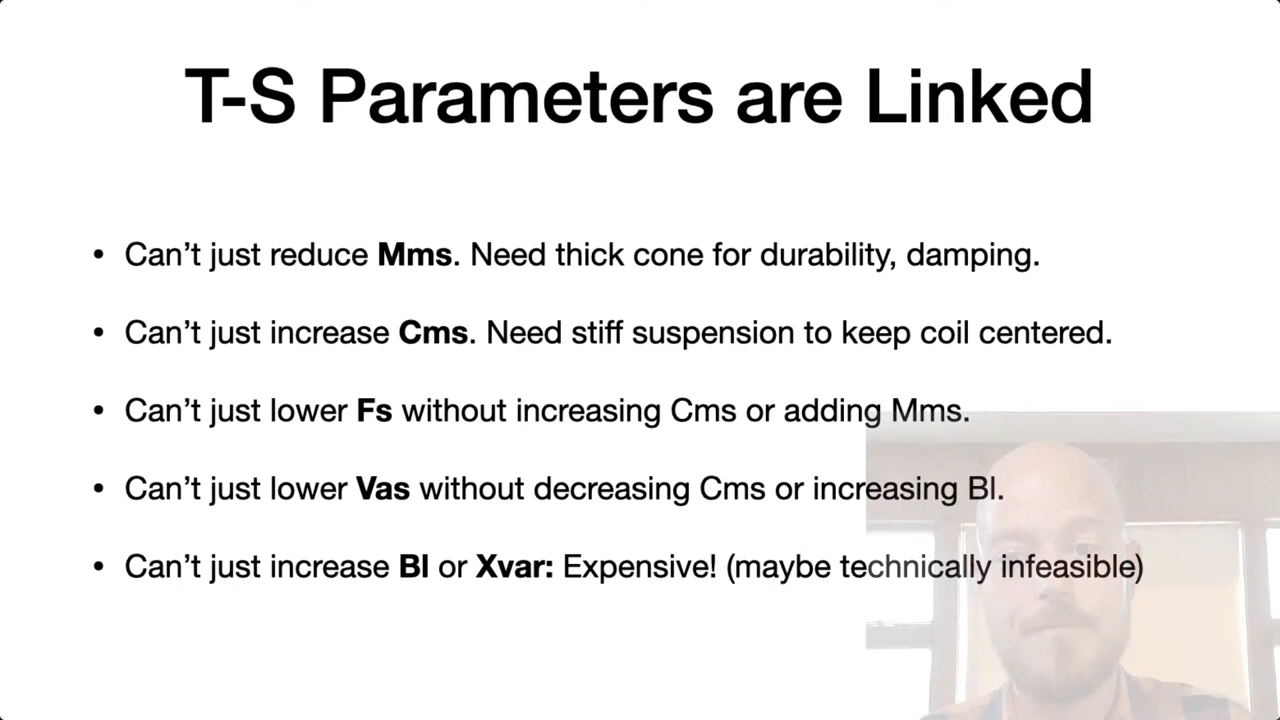 T-S Parameters are Linked
• Can’t just reduce Mms. Need thick cone for durability, damping.
• Can’t just increase Cms. Need stiff suspension to keep coil centered.
• Can’t just lower Fs without increasing Cms or adding Mms.
• Can’t just lower Vas without decreasing Cms or increasing Bl.
• Can’t just increase Bl or Xvar: Expensive! (maybe technically infeasible)